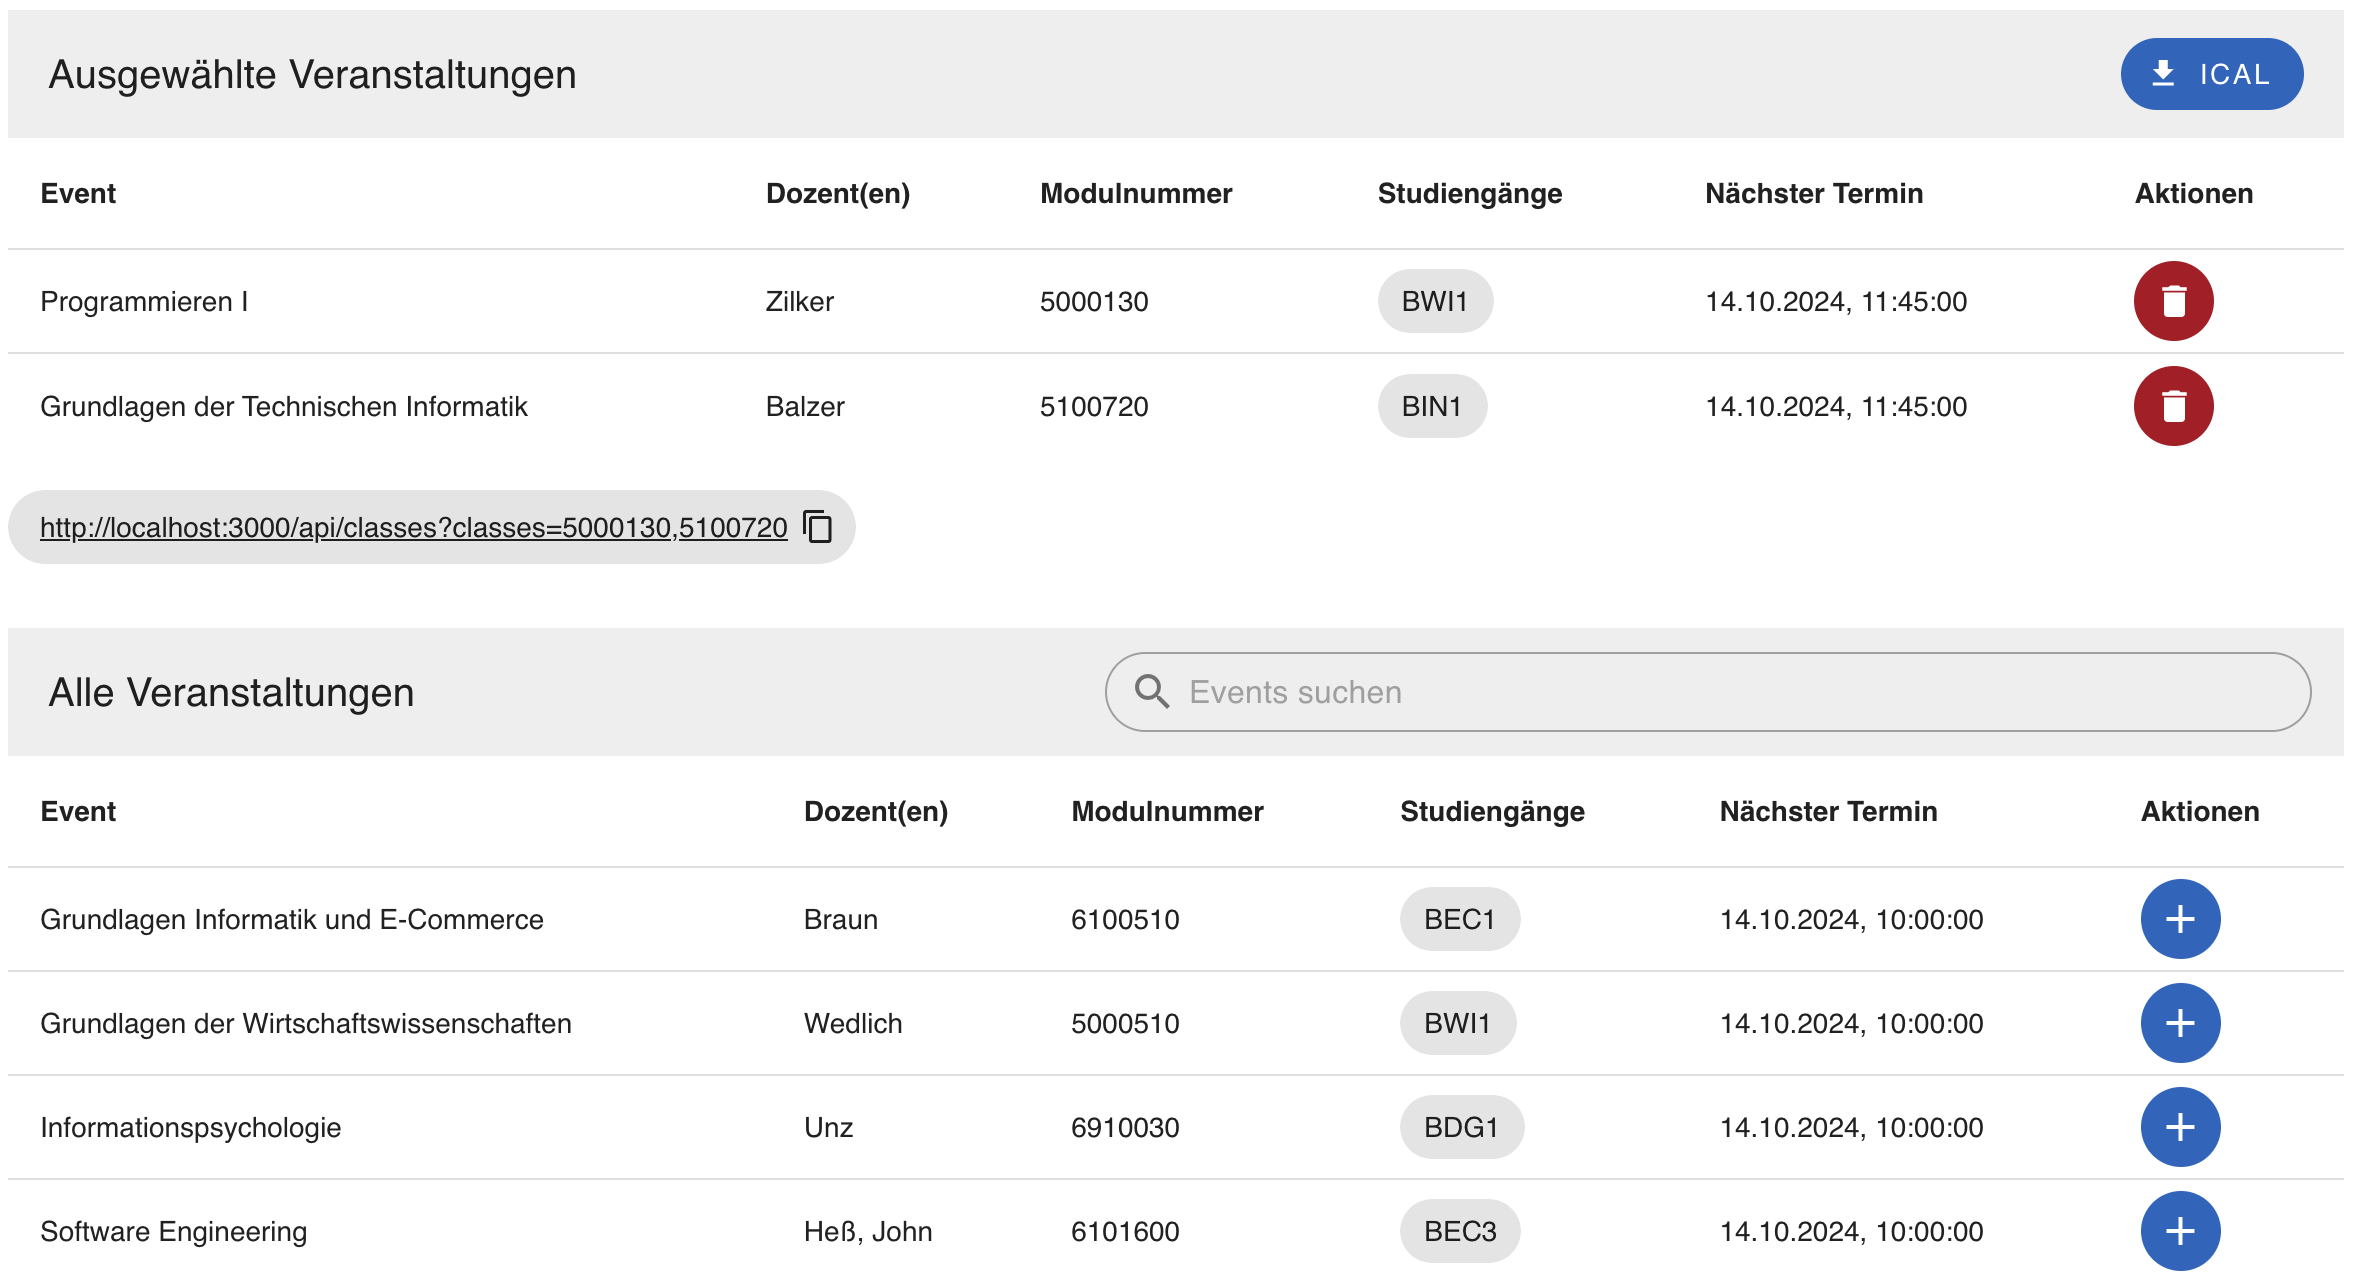 Ausgewählte Veranstaltungen ICAL
Event Dozent(en) Modulnummer Studiengänge Nächster Termin Aktionen
Programmieren I Zilker 5000130 BWI1 14.10.2024, 11:45:00
Grundlagen der Technischen Informatik Balzer 5100720 BIN1 14.10.2024, 11:45:00
http://localhost:3000/api/classes?classes=5000130,5100720
Alle Veranstaltungen Events suchen
Event Dozent(en) Modulnummer Studiengänge Nächster Termin Aktionen
Grundlagen Informatik und E-Commerce Braun 6100510 BEC1 14.10.2024, 10:00:00
Grundlagen der Wirtschaftswissenschaften Wedlich 5000510 BWI1 14.10.2024, 10:00:00
Informationspsychologie Unz 6910030 BDG1 14.10.2024, 10:00:00
Software Engineering Heß, John 6101600 BEC3 14.10.2024, 10:00:00